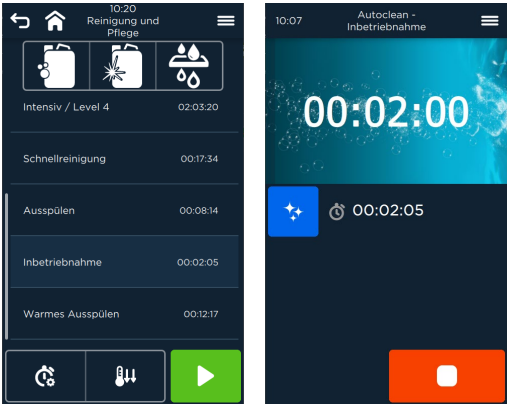 10:20
Reinigung und
Pflege
Intensiv / Level 4 02:03:20
Schnellreinigung 00:17:34
Ausspülen 00:08:14
Inbetriebnahme 00:02:05
Warmes Ausspülen 00:12:17
10:07
Autoclean -
Inbetriebnahme
00:02:00
00:02:05